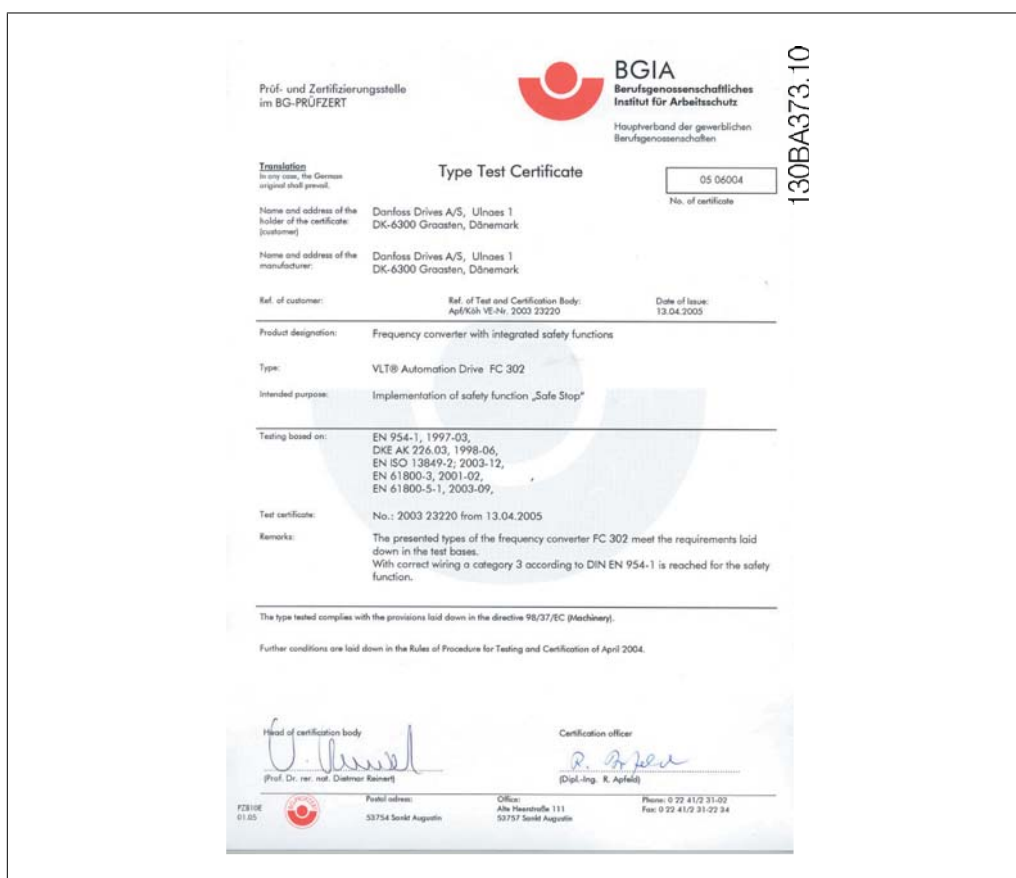 130BA373.10
Prüf- und Zertifizierungsstelle
im BG-PRÜFZERT
BGIA
Berufsgenossenschaftliches
Institut für Arbeitsschutz
Hauptverband der gewerblichen
Berufsgenossenschaften
Translation
In any case, the German
original shall prevail.
Type Test Certificate
05 06004
No. of certificate
Name and address of the
holder of the certificate:
(customer)
Danfoss Drives A/S, Ulnaes 1
DK-6300 Graasten, Dänemark
Name and address of the
manufacturer:
Danfoss Drives A/S, Ulnaes 1
DK-6300 Graasten, Dänemark
Ref. of customer:
Ref. of Test and Certification Body:
Apf/Köh VE-Nr. 2003 23220
Date of Issue:
13.04.2005
Product designation:
Frequency converter with integrated safety functions
Type:
VLT® Automation Drive FC 302
Intended purpose:
Implementation of safety function „Safe Stop“
Testing based on:
EN 954-1, 1997-03,
DKE AK 226.03, 1998-06,
EN ISO 13849-2; 2003-12,
EN 61800-3, 2001-02,
EN 61800-5-1, 2003-09,
Test certificate:
No.: 2003 23220 from 13.04.2005
Remarks:
The presented types of the frequency converter FC 302 meet the requirements laid
down in the test bases.
With correct wiring a category 3 according to DIN EN 954-1 is reached for the safety
function.
The type tested complies with the provisions laid down in the directive 98/37/EC (Machinery).
Further conditions are laid down in the Rules of Procedure for Testing and Certification of April 2004.
Head of certification body
(Prof. Dr. rer. nat. Dietmar Reinert)
Certification officer
R. Apfeld
(Dipl.-Ing. R. Apfeld)
PZB10E
01.05
Postal adress:
53754 Sankt Augustin
Office:
Alte Heerstraße 111
53757 Sankt Augustin
Phone: 0 22 41/2 31-02
Fax: 0 22 41/2 31-22 34